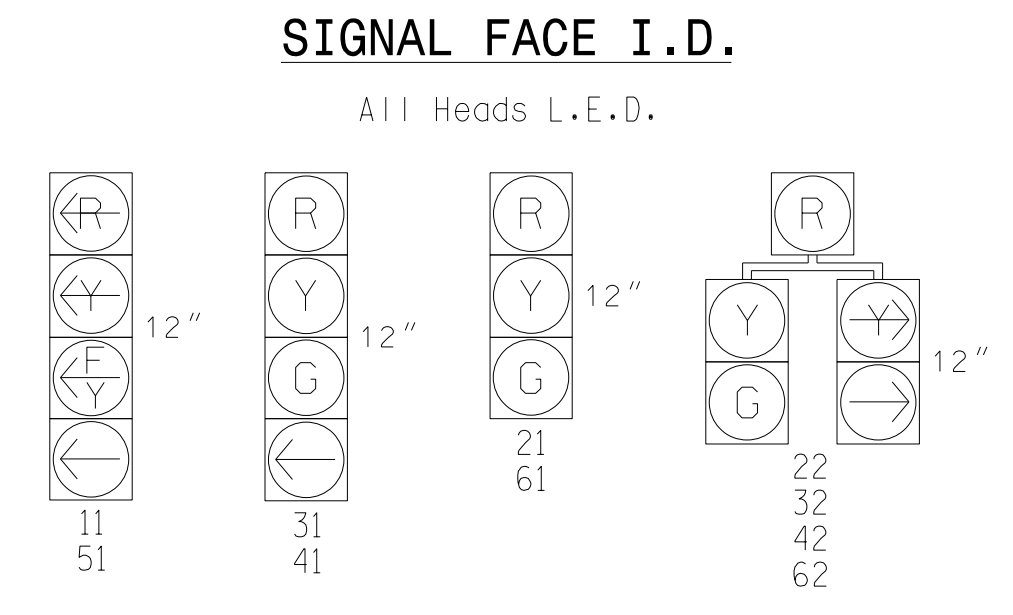 SIGNAL FACE I.D.
All Heads L.E.D.
R
Y
F
Y
12"
11
51
R
Y
G
12"
31
41
R
Y
G
12"
21
61
R
Y
Y
G
12"
22
32
42
62